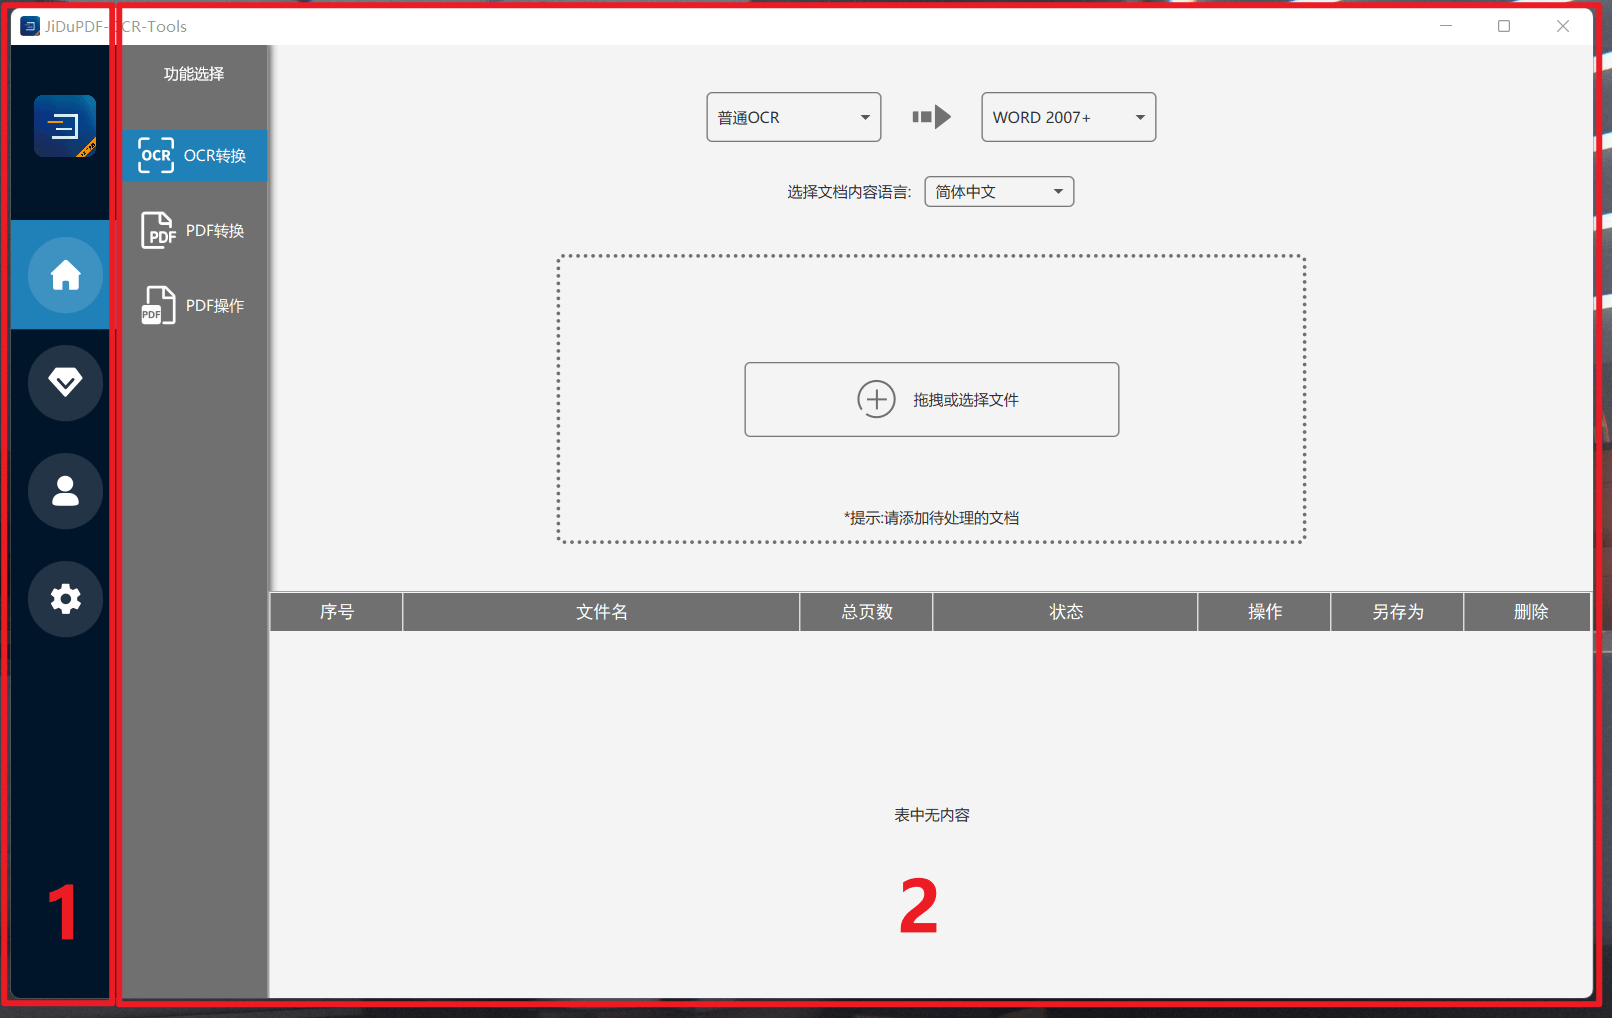 JiDuPDF-OCR-Tools
功能选择
OCR
OCR转换
PDF
PDF转换
PDF
PDF操作
普通OCR
WORD 2007+
选择文档内容语言:
简体中文
拖拽或选择文件
*提示:请添加待处理的文档
序号
文件名
总页数
状态
操作
另存为
删除
表中无内容
1
2